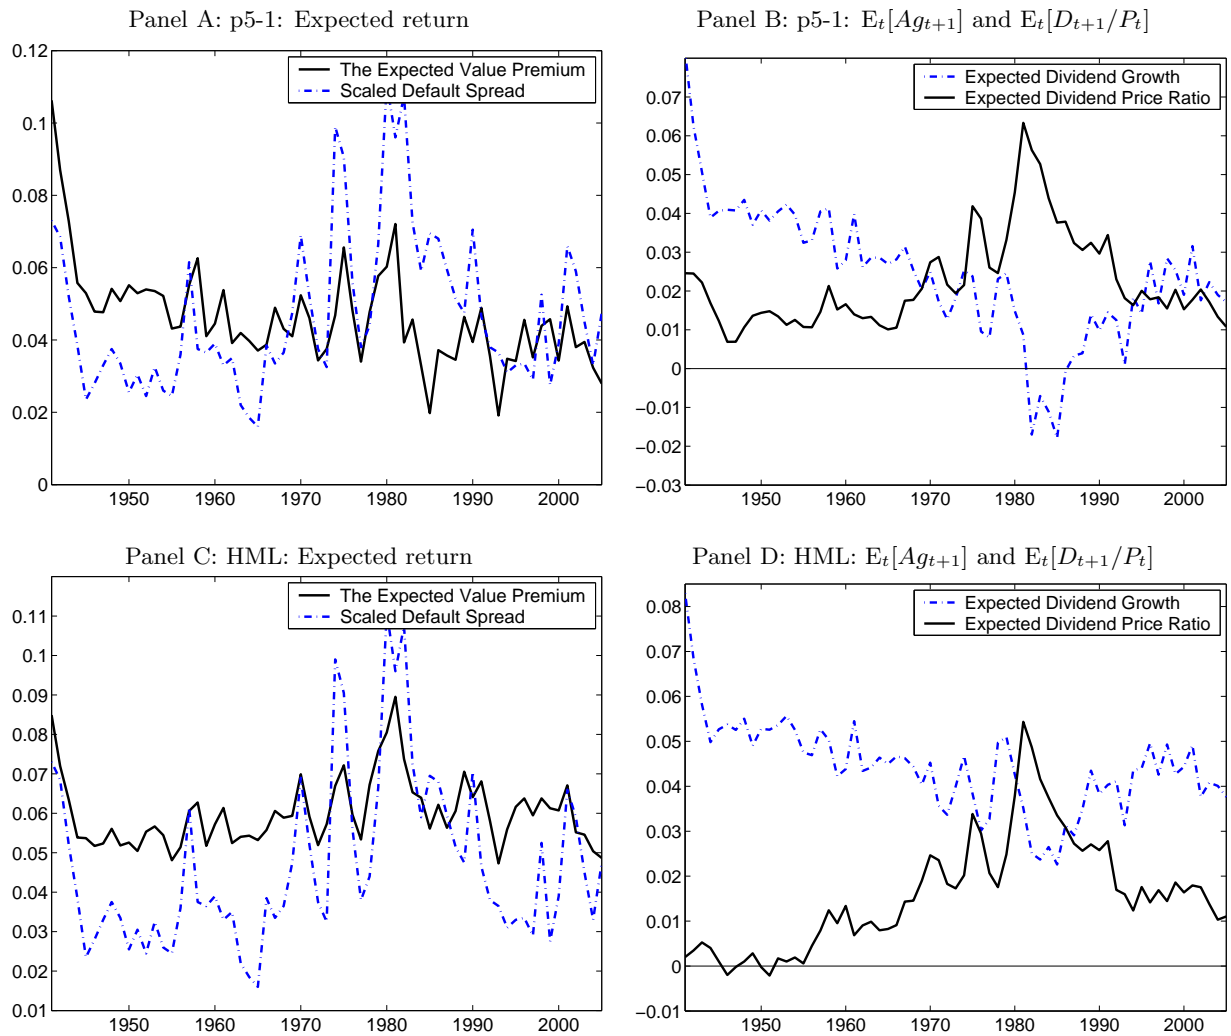 Panel A: p5-1: Expected return
0.12
0.1
0.08
0.06
0.04
0.02
0
The Expected Value Premium
Scaled Default Spread
1950 1960 1970 1980 1990 2000
Panel B: p5-1: E_t[Ag_{t+1}] and E_t[D_{t+1}/P_t]
0.07
0.06
0.05
0.04
0.03
0.02
0.01
0
−0.01
−0.02
−0.03
Expected Dividend Growth
Expected Dividend Price Ratio
1950 1960 1970 1980 1990 2000
Panel C: HML: Expected return
0.11
0.1
0.09
0.08
0.07
0.06
0.05
0.04
0.03
0.02
0.01
The Expected Value Premium
Scaled Default Spread
1950 1960 1970 1980 1990 2000
Panel D: HML: E_t[Ag_{t+1}] and E_t[D_{t+1}/P_t]
0.08
0.07
0.06
0.05
0.04
0.03
0.02
0.01
0
−0.01
Expected Dividend Growth
Expected Dividend Price Ratio
1950 1960 1970 1980 1990 2000